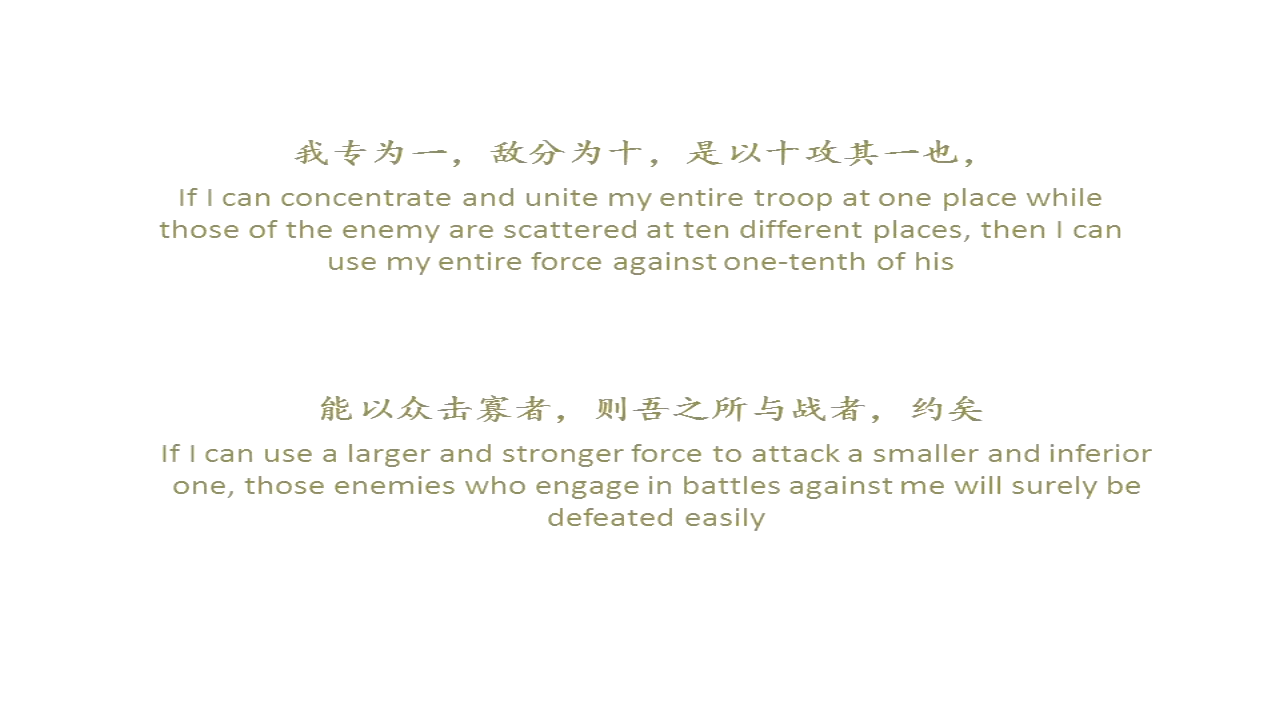 我专为一，敌分为十，是以十攻其一也，
If I can concentrate and unite my entire troop at one place while
those of the enemy are scattered at ten different places, then I can
use my entire force against one-tenth of his
能以众击寡者，则吾之所与战者，约矣
If I can use a larger and stronger force to attack a smaller and inferior
one, those enemies who engage in battles against me will surely be
defeated easily